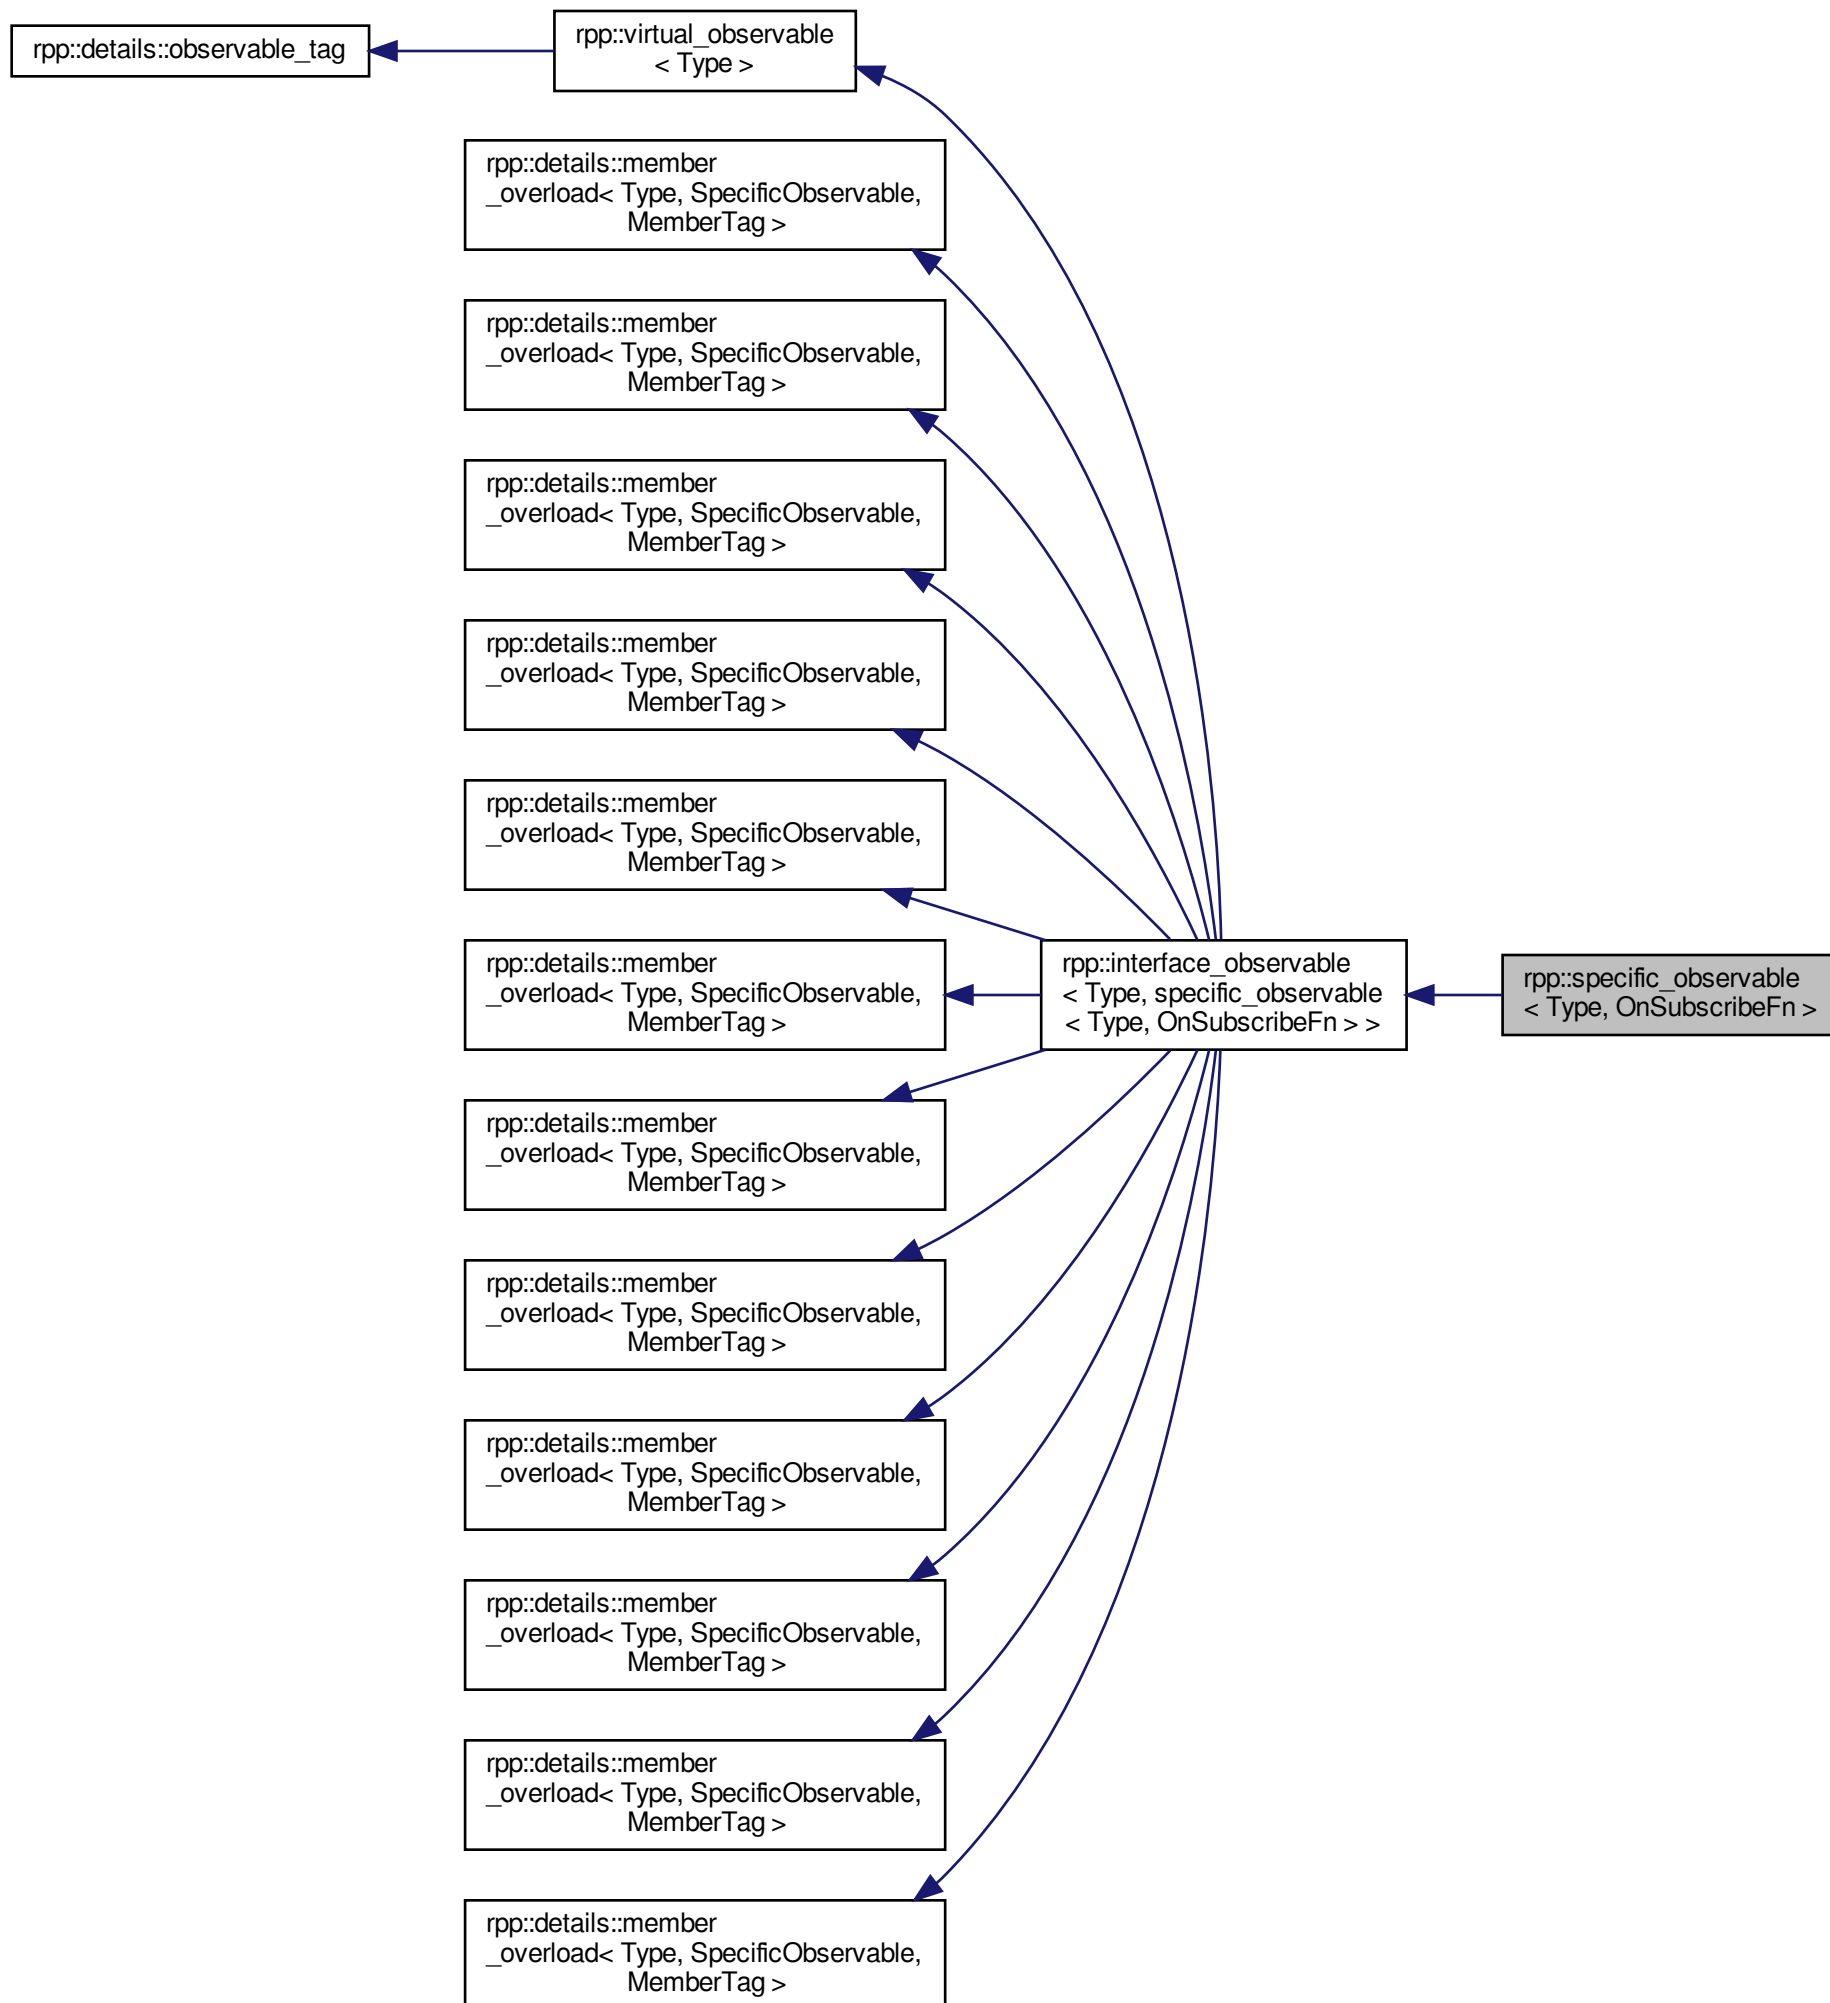 rpp::details::observable_tag
rpp::virtual_observable
< Type >
rpp::details::member
_overload< Type, SpecificObservable,
MemberTag >
rpp::details::member
_overload< Type, SpecificObservable,
MemberTag >
rpp::details::member
_overload< Type, SpecificObservable,
MemberTag >
rpp::details::member
_overload< Type, SpecificObservable,
MemberTag >
rpp::details::member
_overload< Type, SpecificObservable,
MemberTag >
rpp::details::member
_overload< Type, SpecificObservable,
MemberTag >
rpp::interface_observable
< Type, specific_observable
< Type, OnSubscribeFn > >
rpp::specific_observable
< Type, OnSubscribeFn >
rpp::details::member
_overload< Type, SpecificObservable,
MemberTag >
rpp::details::member
_overload< Type, SpecificObservable,
MemberTag >
rpp::details::member
_overload< Type, SpecificObservable,
MemberTag >
rpp::details::member
_overload< Type, SpecificObservable,
MemberTag >
rpp::details::member
_overload< Type, SpecificObservable,
MemberTag >
rpp::details::member
_overload< Type, SpecificObservable,
MemberTag >